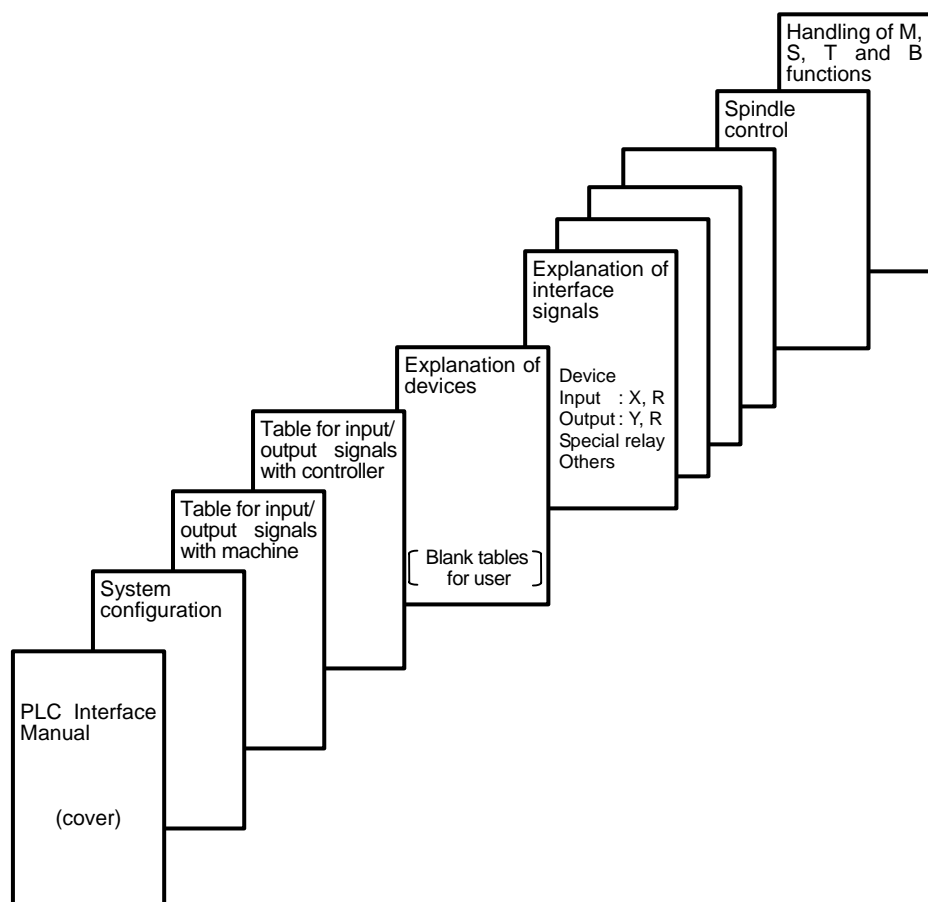 Handling of M,
S, T and B
functions
Spindle
control
Explanation of
interface
signals
Device
Input : X, R
Output : Y, R
Special relay
Others
Explanation of
devices
Blank tables
for user
Table for input/
output signals
with controller
Table for input/
output signals
with machine
System
configuration
PLC Interface
Manual
(cover)